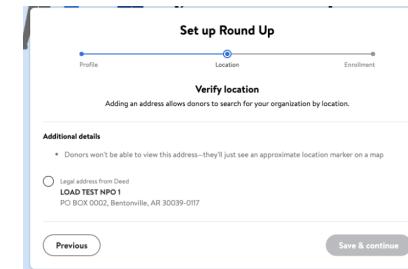 Set up Round Up
Profile
Location
Enrollment
Verify location
Adding an address allows donors to search for your organization by location.
Additional details
• Donors won't be able to view this address–they'll just see an approximate location marker on a map
Legal address from Deed
LOAD TEST NPO 1
PO BOX 0002, Bentonville, AR 30039-0117
Previous
Save & continue